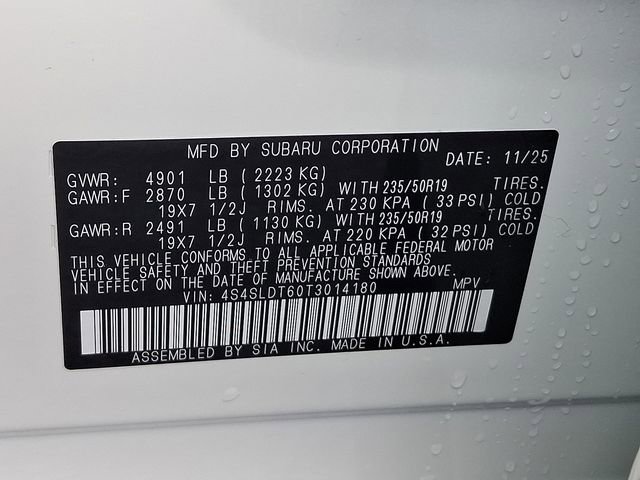 MFD BY SUBARU CORPORATION DATE: 11/25
GVWR: 4901 LB ( 2223 KG)
GAWR:F 2870 LB ( 1302 KG) WITH 235/50R19 TIRES.
19X7 1/2J RIMS. AT 230 KPA ( 33 PSI) COLD
GAWR:R 2491 LB ( 1130 KG) WITH 235/50R19 TIRES.
19X7 1/2J RIMS. AT 220 KPA ( 32 PSI) COLD
THIS VEHICLE CONFORMS TO ALL APPLICABLE FEDERAL MOTOR
VEHICLE SAFETY AND THEFT PREVENTION STANDARDS
IN EFFECT ON THE DATE OF MANUFACTURE SHOWN ABOVE.
VIN: 4S4SLDT60T3014180 MPV
ASSEMBLED BY SIA INC. MADE IN U.S.A.